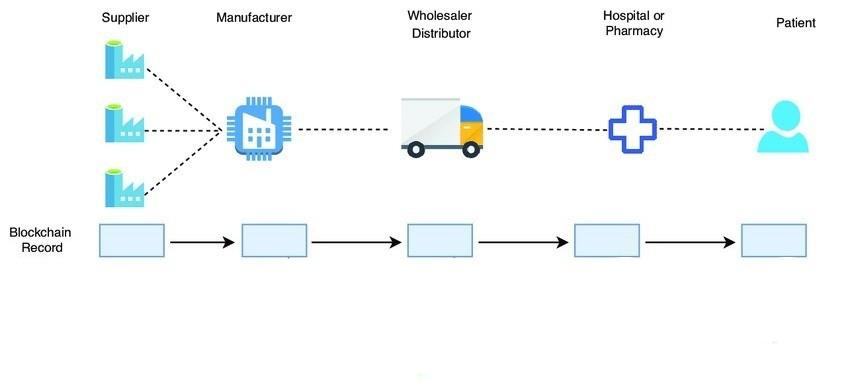 Supplier
Manufacturer
Wholesaler
Distributor
Hospital or
Pharmacy
Patient
Blockchain
Record